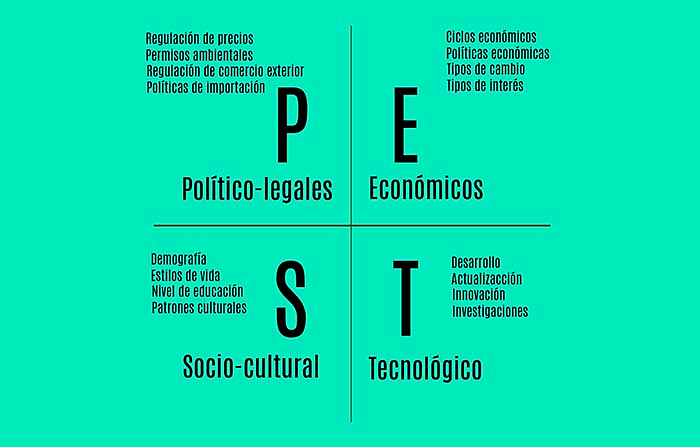 Regulación de precios
Permisos ambientales
Regulación de comercio exterior
Políticas de importación
P
Político-legales
Ciclos económicos
Políticas económicas
Tipos de cambio
Tipos de interés
E
Económicos
Demografía
Estilos de vida
Nivel de educación
Patrones culturales
S
Socio-cultural
Desarrollo
Actualizacción
Innovación
Investigaciones
T
Tecnológico